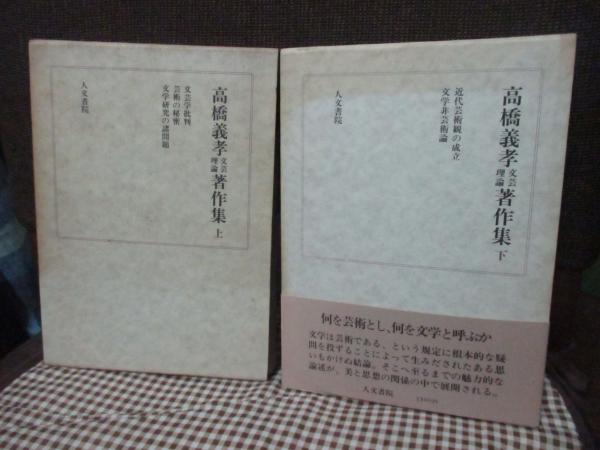 高橋義孝文芸理論著作集 上
文芸学批判
芸術の秘密
文学研究の諸問題
人文書院
高橋義孝文芸理論著作集 下
近代芸術観の成立
文学非芸術論
人文書院
何を芸術とし、何を文学と呼ぶか
文学は芸術である、という規定に根本的な疑
問を投ずることによって生みだされたある思
いもかけぬ結論。そこへ至るまでの魅力的な
論述が、美と思想の関係の中で展開される。
人文書院